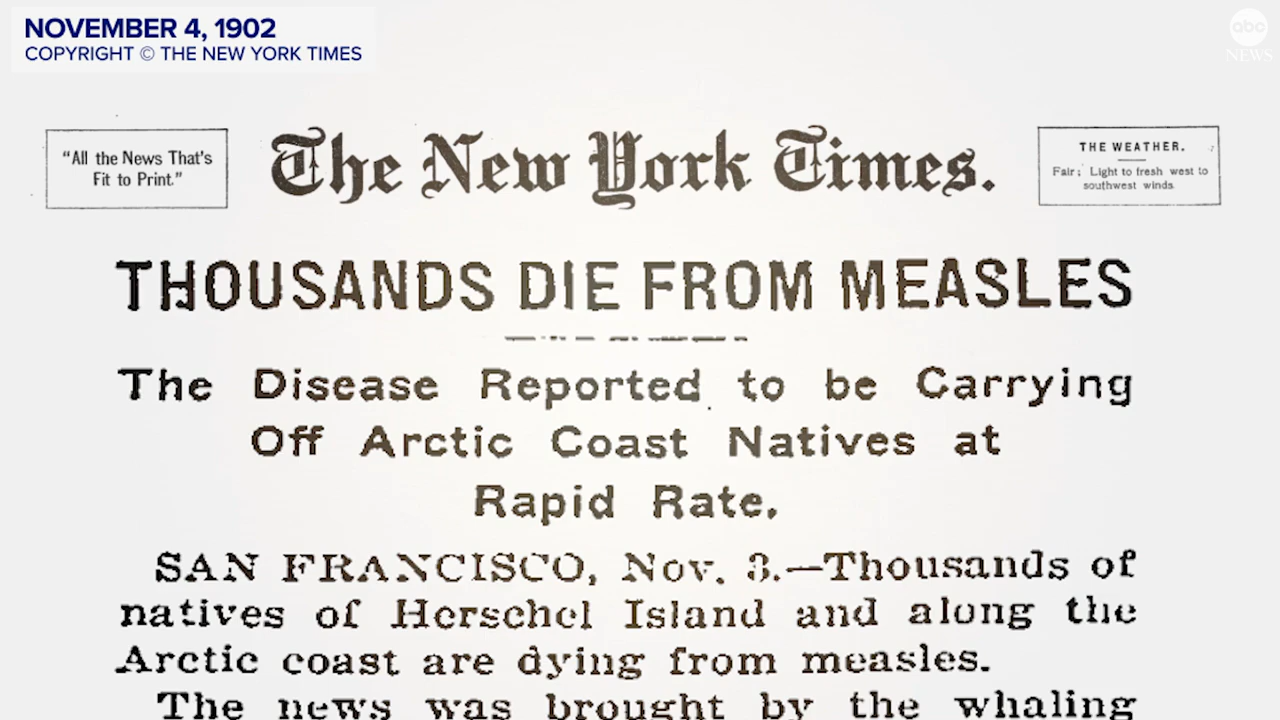 NOVEMBER 4, 1902
COPYRIGHT © THE NEW YORK TIMES
abc
NEWS
"All the News That's
Fit to Print."
The New York Times.
THE WEATHER.
Fair; Light to fresh west to
southwest winds.
THOUSANDS DIE FROM MEASLES
The Disease Reported to be Carrying
Off Arctic Coast Natives at
Rapid Rate.
SAN FRANCISCO, Nov. 3.—Thousands of
natives of Herschel Island and along the
Arctic coast are dying from measles.
The news was brought by the whaling